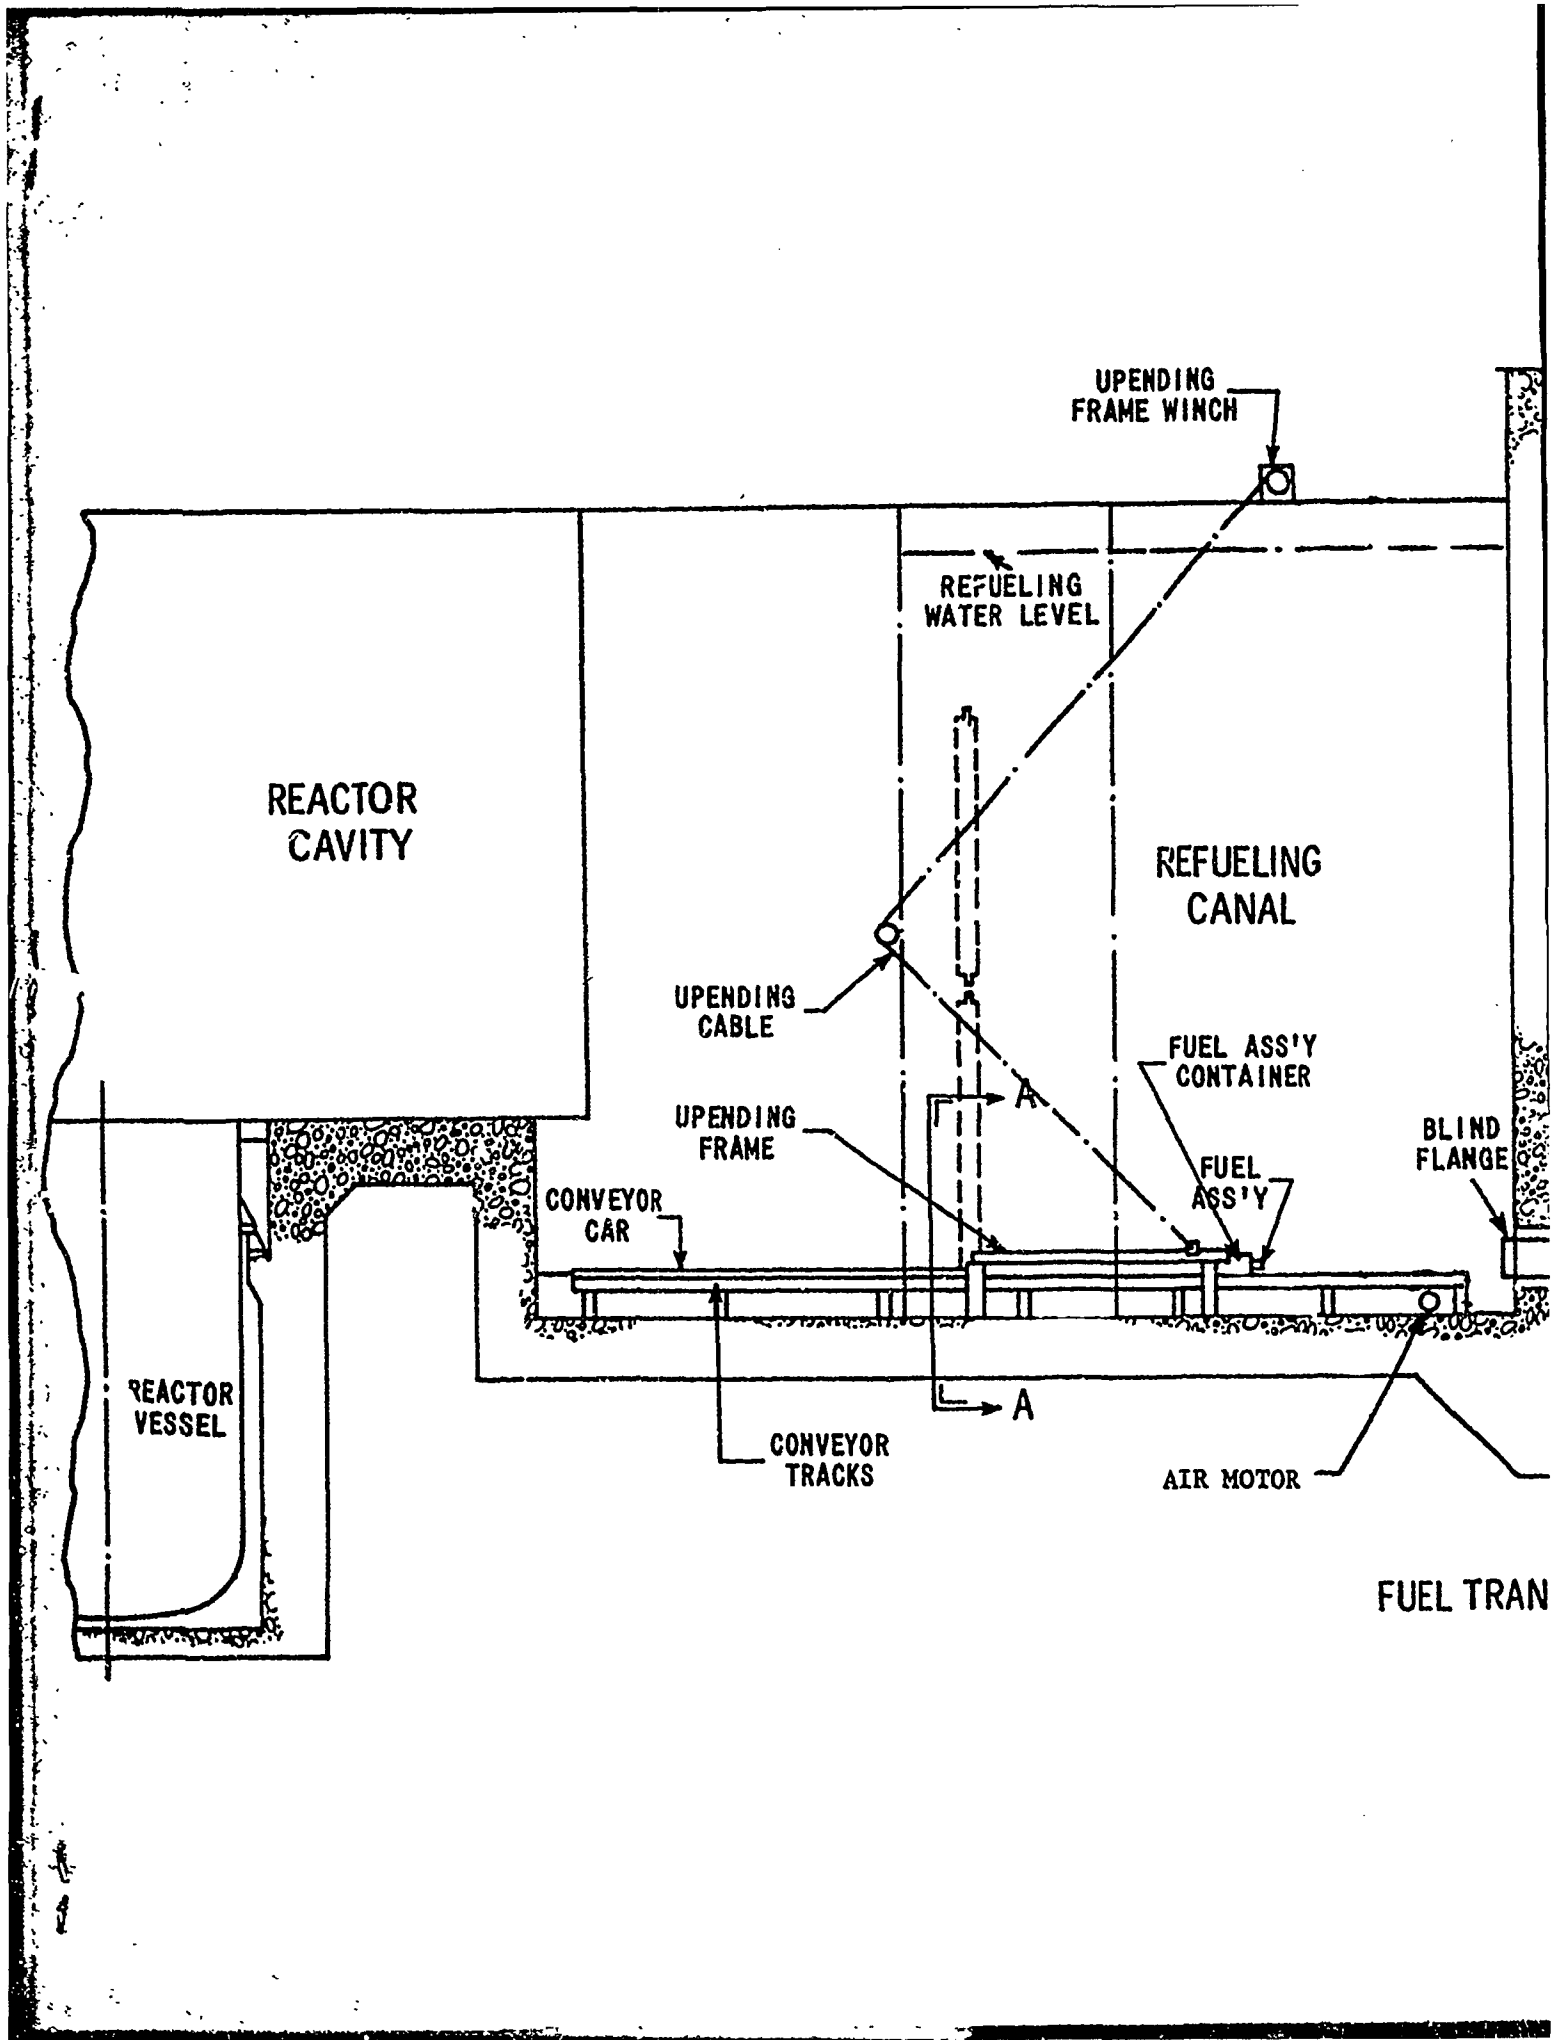 UPENDING
FRAME WINCH
REFUELING
WATER LEVEL
REACTOR
CAVITY
REFUELING
CANAL
UPENDING
CABLE
FUEL ASS'Y
CONTAINER
A
UPENDING
FRAME
BLIND
FLANGE
FUEL
ASS'Y
CONVEYOR
CAR
REACTOR
VESSEL
A
CONVEYOR
TRACKS
AIR MOTOR
FUEL TRAN